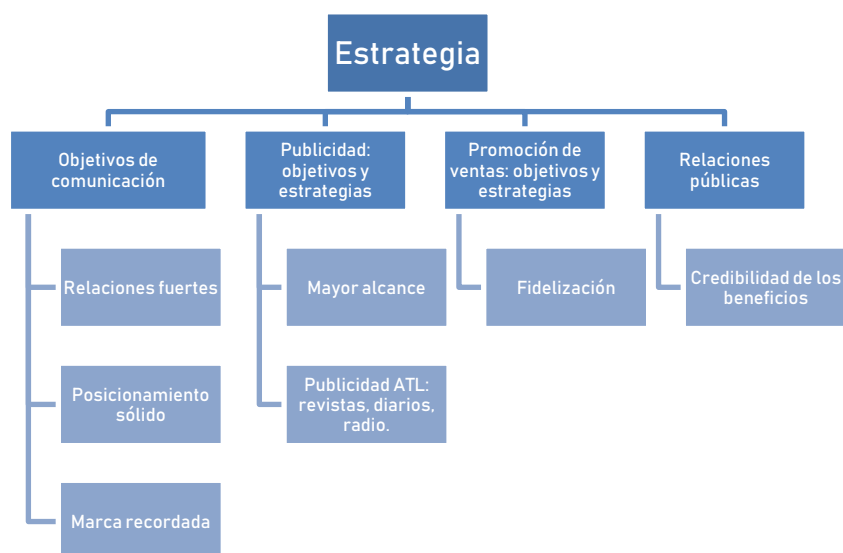 Estrategia
Objetivos de
comunicación
Relaciones fuertes
Posicionamiento
sólido
Marca recordada
Publicidad:
objetivos y
estrategias
Mayor alcance
Publicidad ATL:
revistas, diarios,
radio.
Promoción de
ventas: objetivos y
estrategias
Fidelización
Relaciones
públicas
Credibilidad de los
beneficios